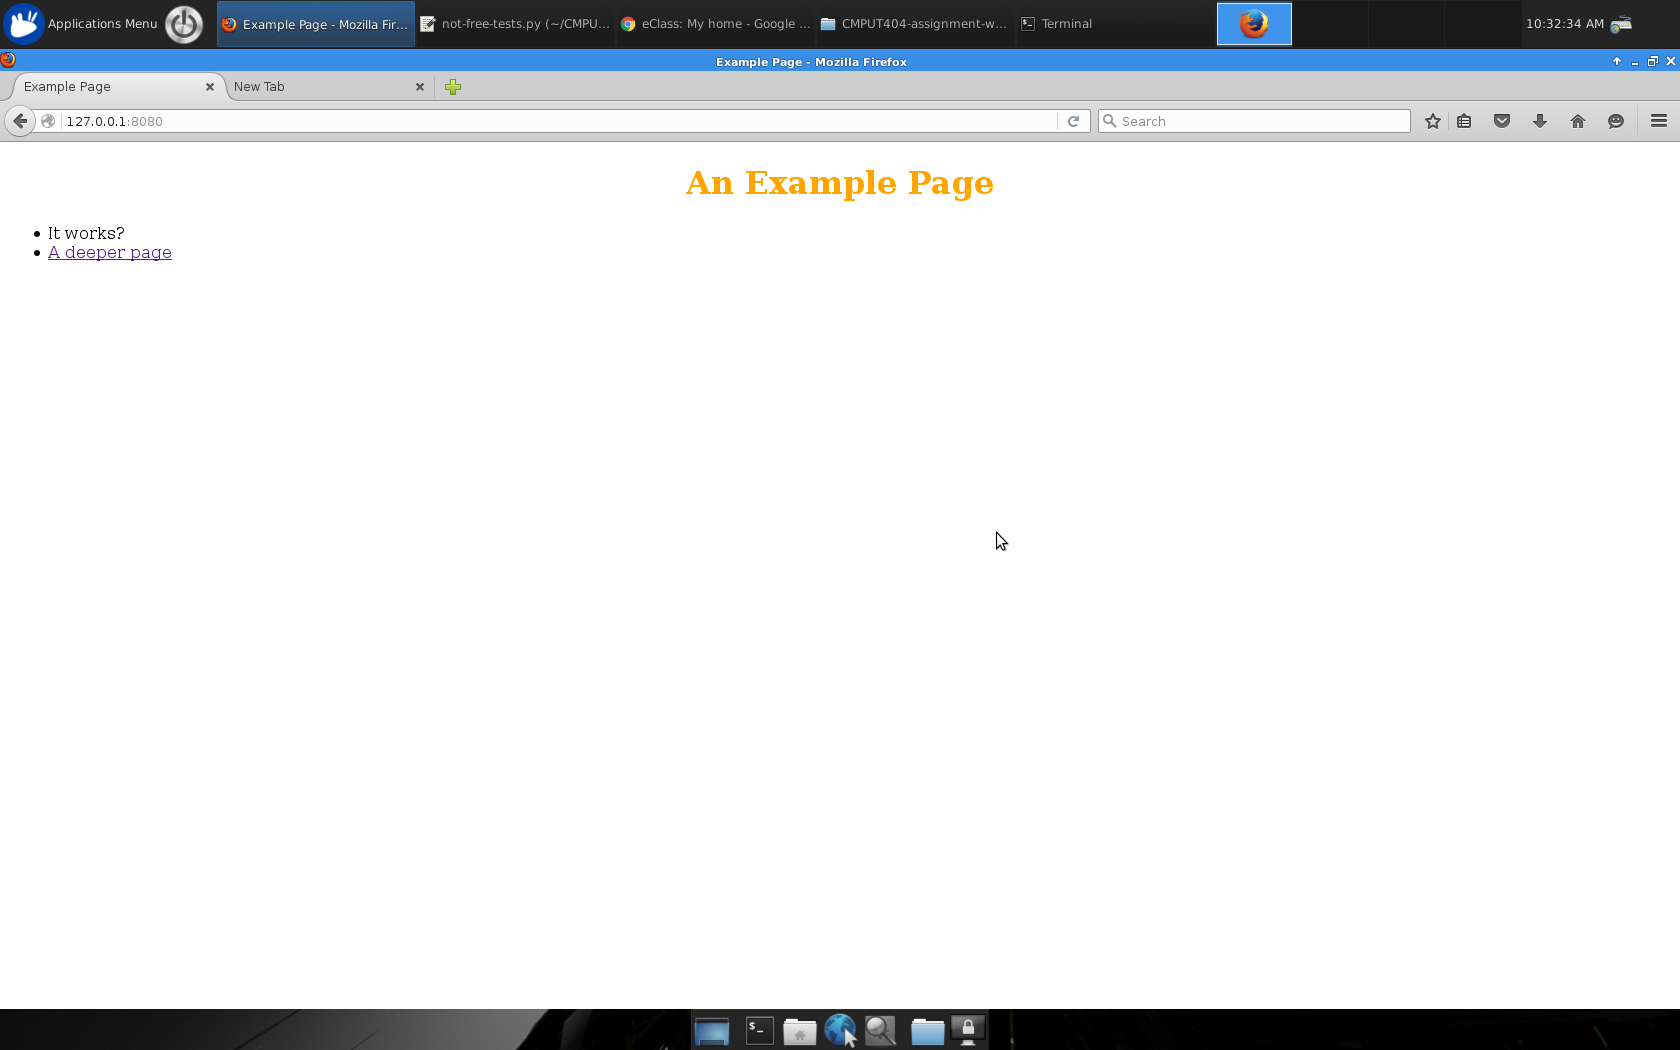 Applications Menu
Example Page - Mozilla Fir...
not-free-tests.py (~/CMPU...
eClass: My home - Google ...
CMPUT404-assignment-w...
Terminal
10:32:34 AM
Example Page - Mozilla Firefox
Example Page
New Tab
127.0.0.1:8080
Search
An Example Page
• It works?
• A deeper page
$_